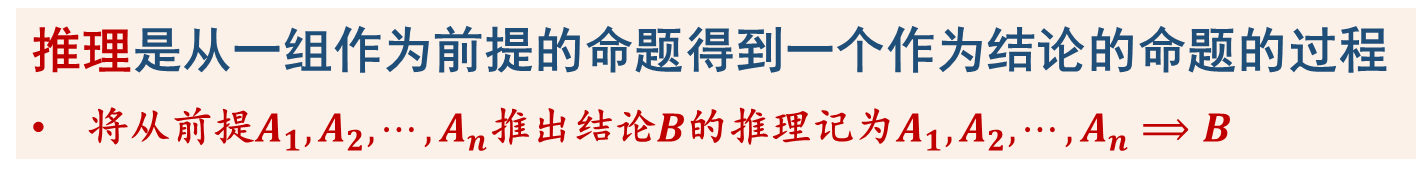 推理是从一组作为前提的命题得到一个作为结论的命题的过程
• 将从前提A₁, A₂, ⋯, Aₙ推出结论B的推理记为A₁, A₂, ⋯, Aₙ ⟹ B